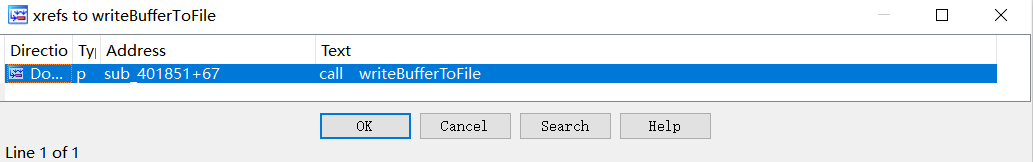 xrefs to writeBufferToFile
Directio Ty Address Text
Do... p sub_401851+67 call writeBufferToFile
OK Cancel Search Help
Line 1 of 1